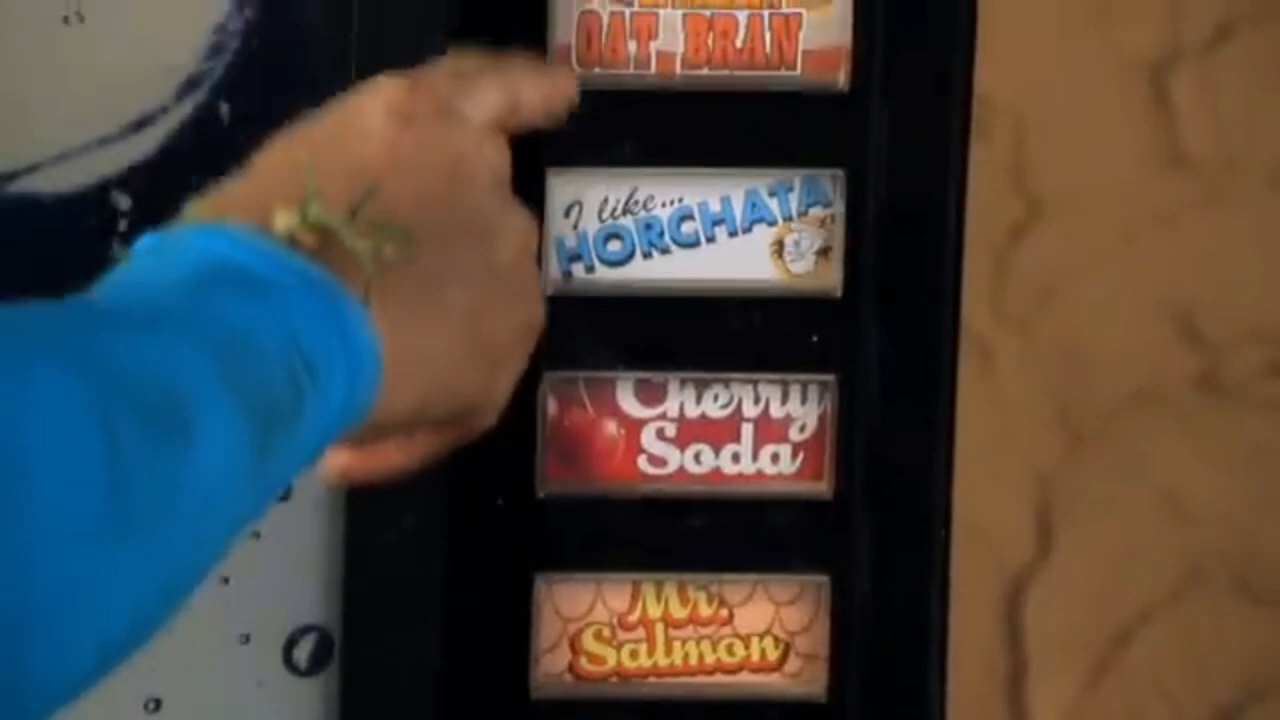 OAT BRAN
I like...
HORCHATA
Cherry
Soda
Mr.
Salmon